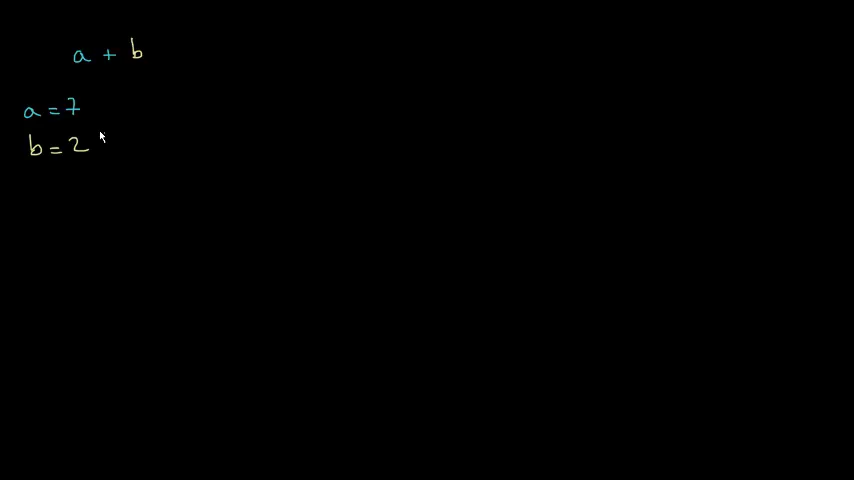 a + b
a = 7
b = 2